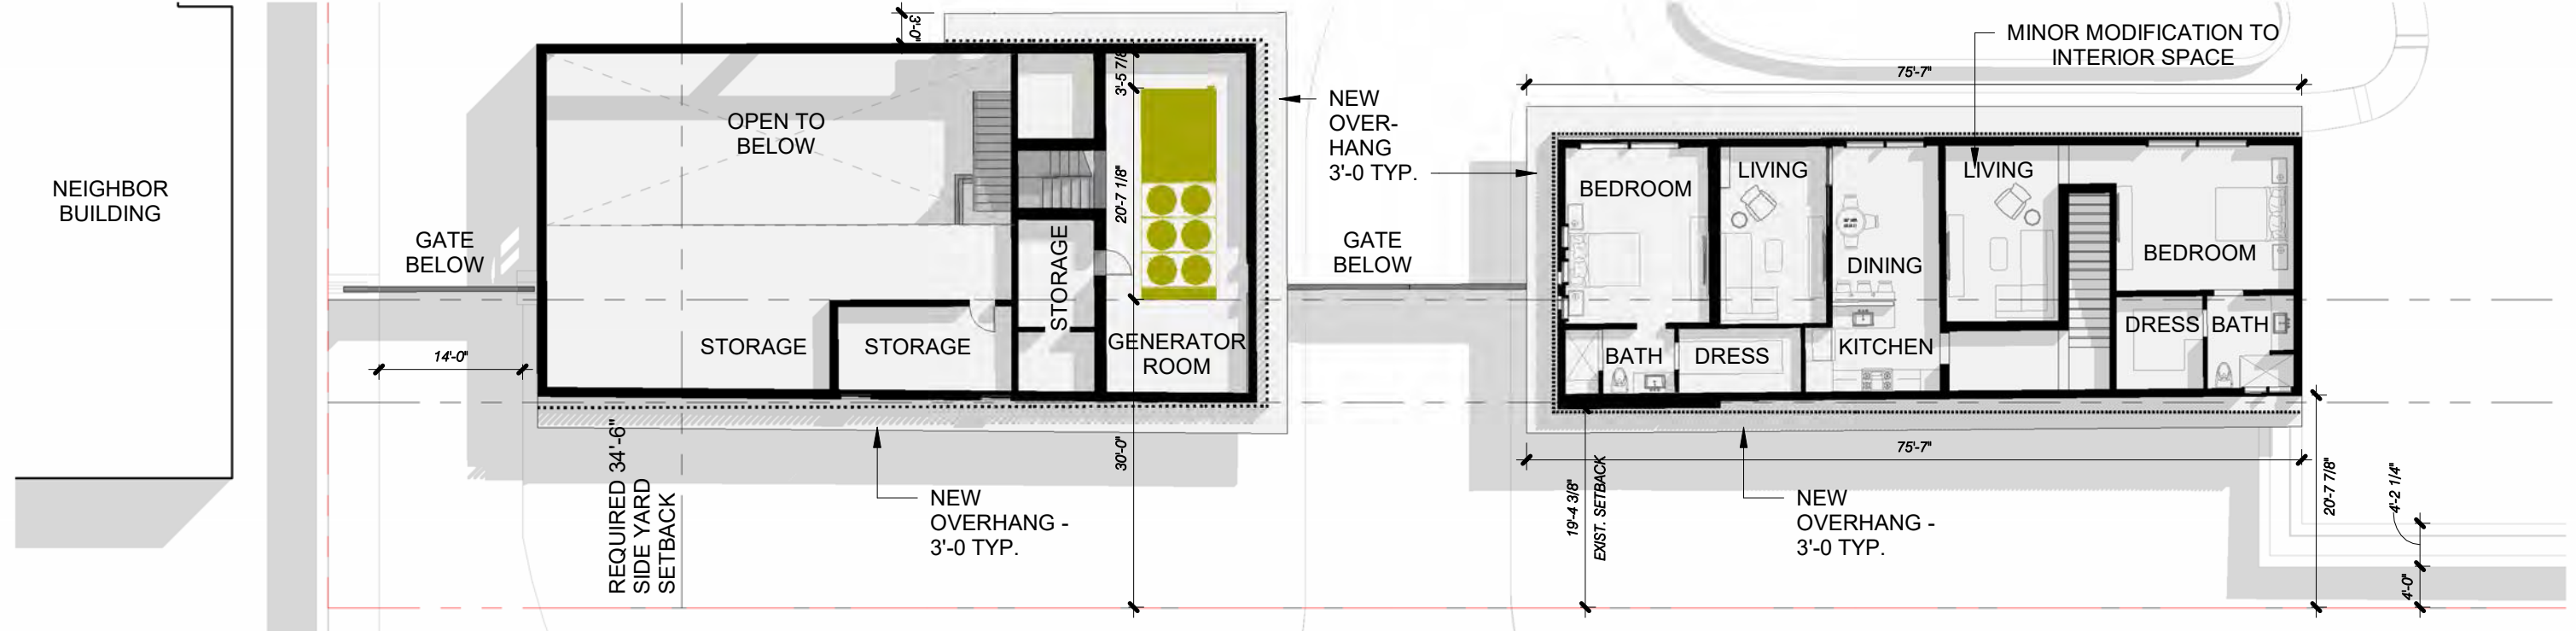 3'-0"
MINOR MODIFICATION TO
INTERIOR SPACE
75'-7"
3'-5 7/8"
NEW
OVER-
HANG
3'-0 TYP.
OPEN TO
BELOW
NEIGHBOR
BUILDING
GATE
BELOW
20'-7 1/8"
STORAGE
GATE
BELOW
BEDROOM
LIVING
LIVING
DINING
BEDROOM
STORAGE
STORAGE
GENERATOR
ROOM
BATH
DRESS
KITCHEN
DRESS
BATH
14'-0"
REQUIRED 34'-6"
SIDE YARD
SETBACK
NEW
OVERHANG -
3'-0 TYP.
30'-0"
75'-7"
19'-4 3/8"
EXIST. SETBACK
NEW
OVERHANG -
3'-0 TYP.
20'-7 7/8"
4'-2 1/4"
4'-0"